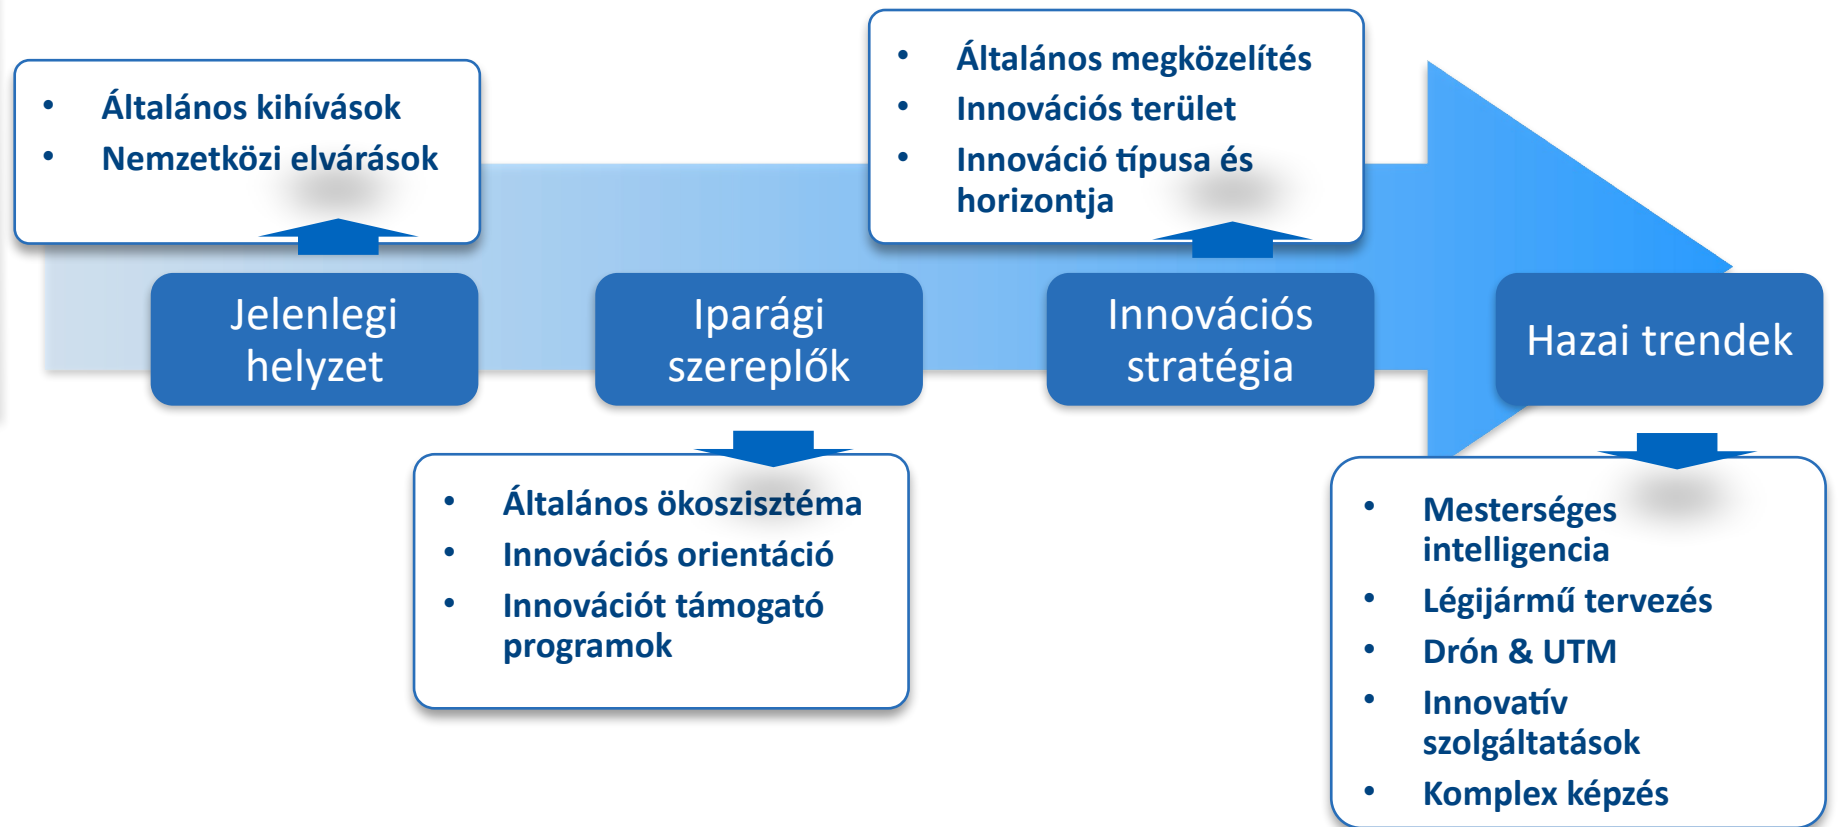 • Általános kihívások
• Nemzetközi elvárások
• Általános megközelítés
• Innovációs terület
• Innováció típusa és
horizontja
Jelenlegi
helyzet
Iparági
szereplők
Innovációs
stratégia
Hazai trendek
• Általános ökoszisztéma
• Innovációs orientáció
• Innovációt támogató
programok
• Mesterséges
intelligencia
• Légijármű tervezés
• Drón & UTM
• Innovatív
szolgáltatások
• Komplex képzés